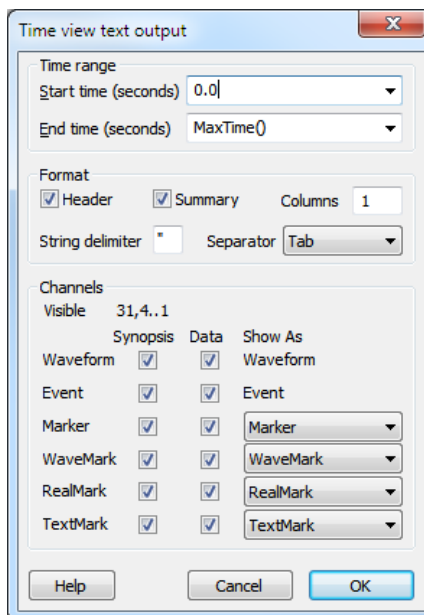 Time view text output
Time range
Start time (seconds) 0.0
End time (seconds) MaxTime()
Format
Header Summary Columns 1
String delimiter " Separator Tab
Channels
Visible 31,4..1
Synopsis Data Show As
Waveform Waveform
Event Event
Marker Marker
WaveMark WaveMark
RealMark RealMark
TextMark TextMark
Help Cancel OK